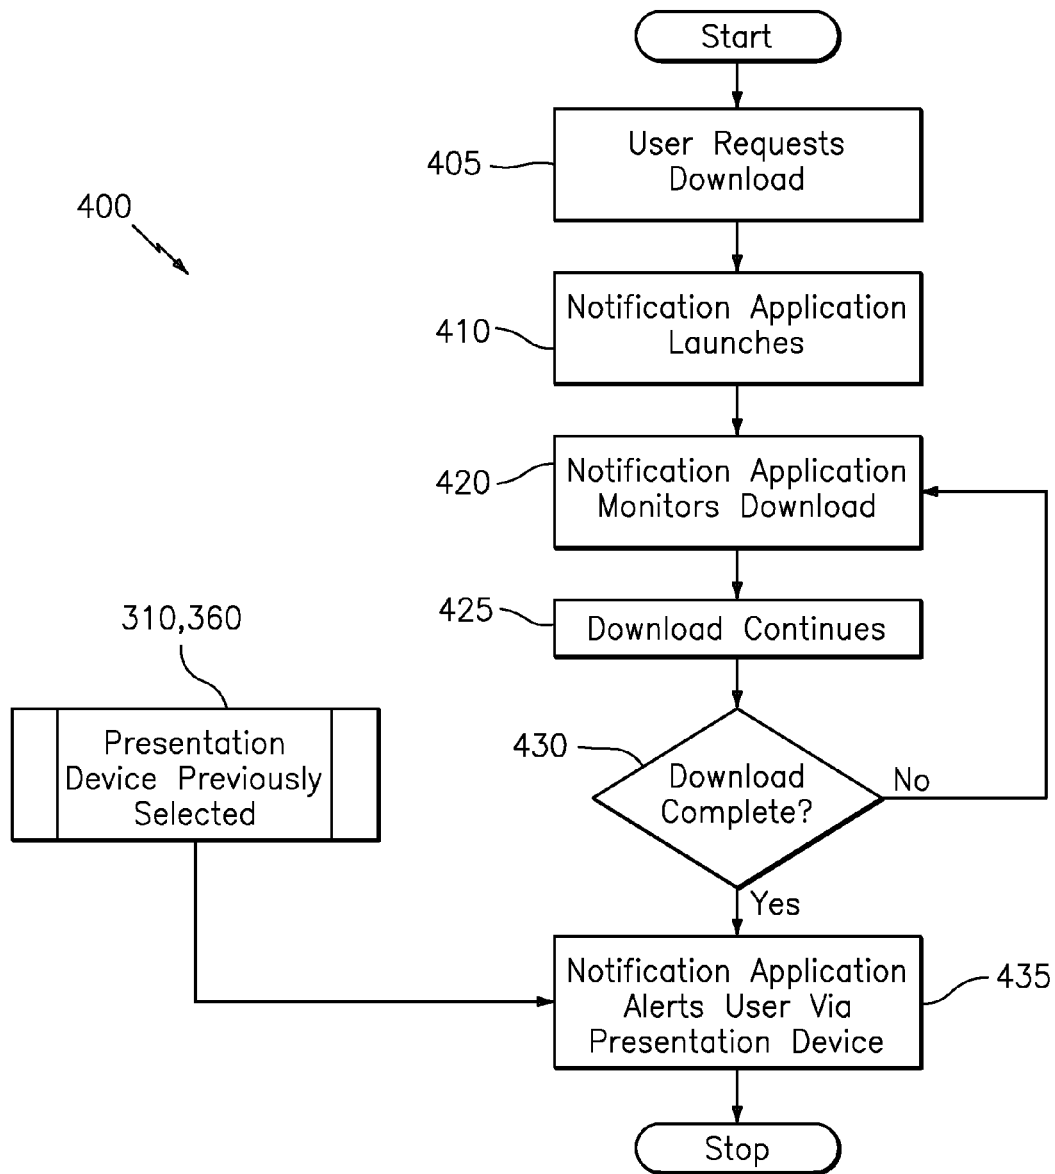 Start
405
User Requests
Download
400
410
Notification Application
Launches
420
Notification Application
Monitors Download
425
Download Continues
310,360
Presentation
Device Previously
Selected
430
Download
Complete?
No
Yes
Notification Application
Alerts User Via
Presentation Device
435
Stop